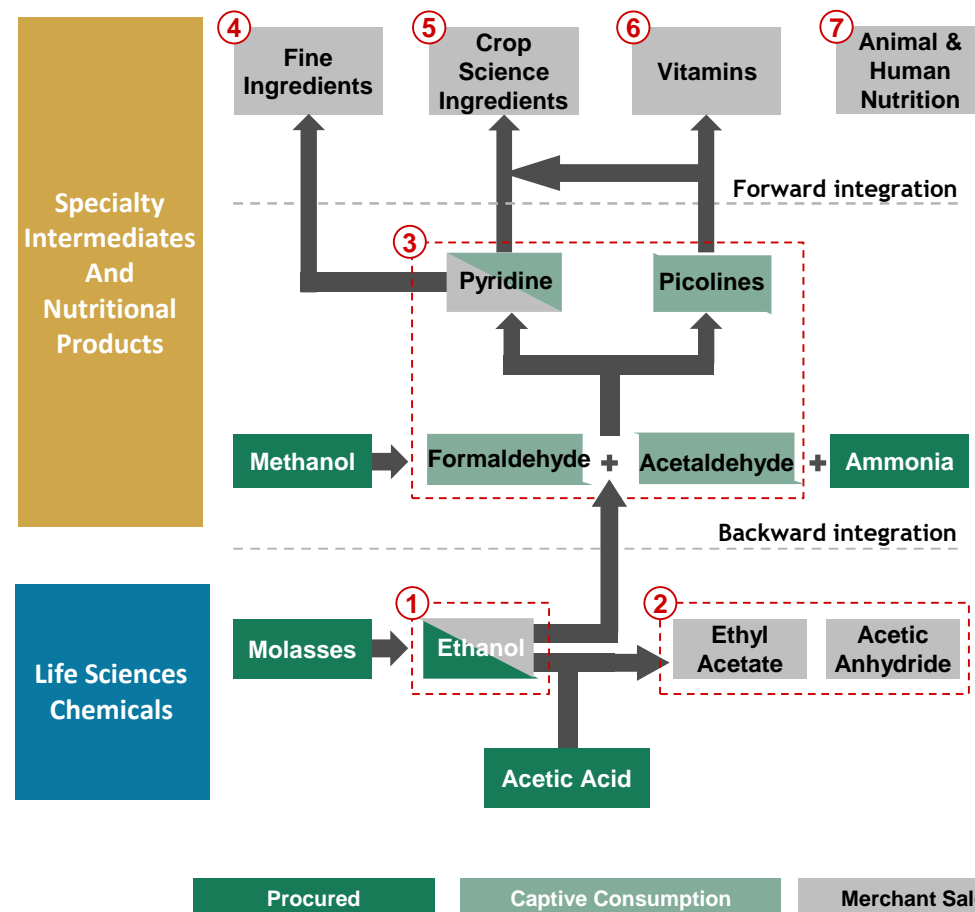 4
Fine
Ingredients
5
Crop
Science
Ingredients
6
Vitamins
7
Animal &
Human
Nutrition
Specialty
Intermediates
And
Nutritional
Products
Forward integration
3
Pyridine
Picolines
Methanol
Formaldehyde
+
Acetaldehyde
+
Ammonia
Backward integration
Life Sciences
Chemicals
1
2
Molasses
Ethanol
Ethyl
Acetate
Acetic
Anhydride
Acetic Acid
Procured
Captive Consumption
Merchant Sal